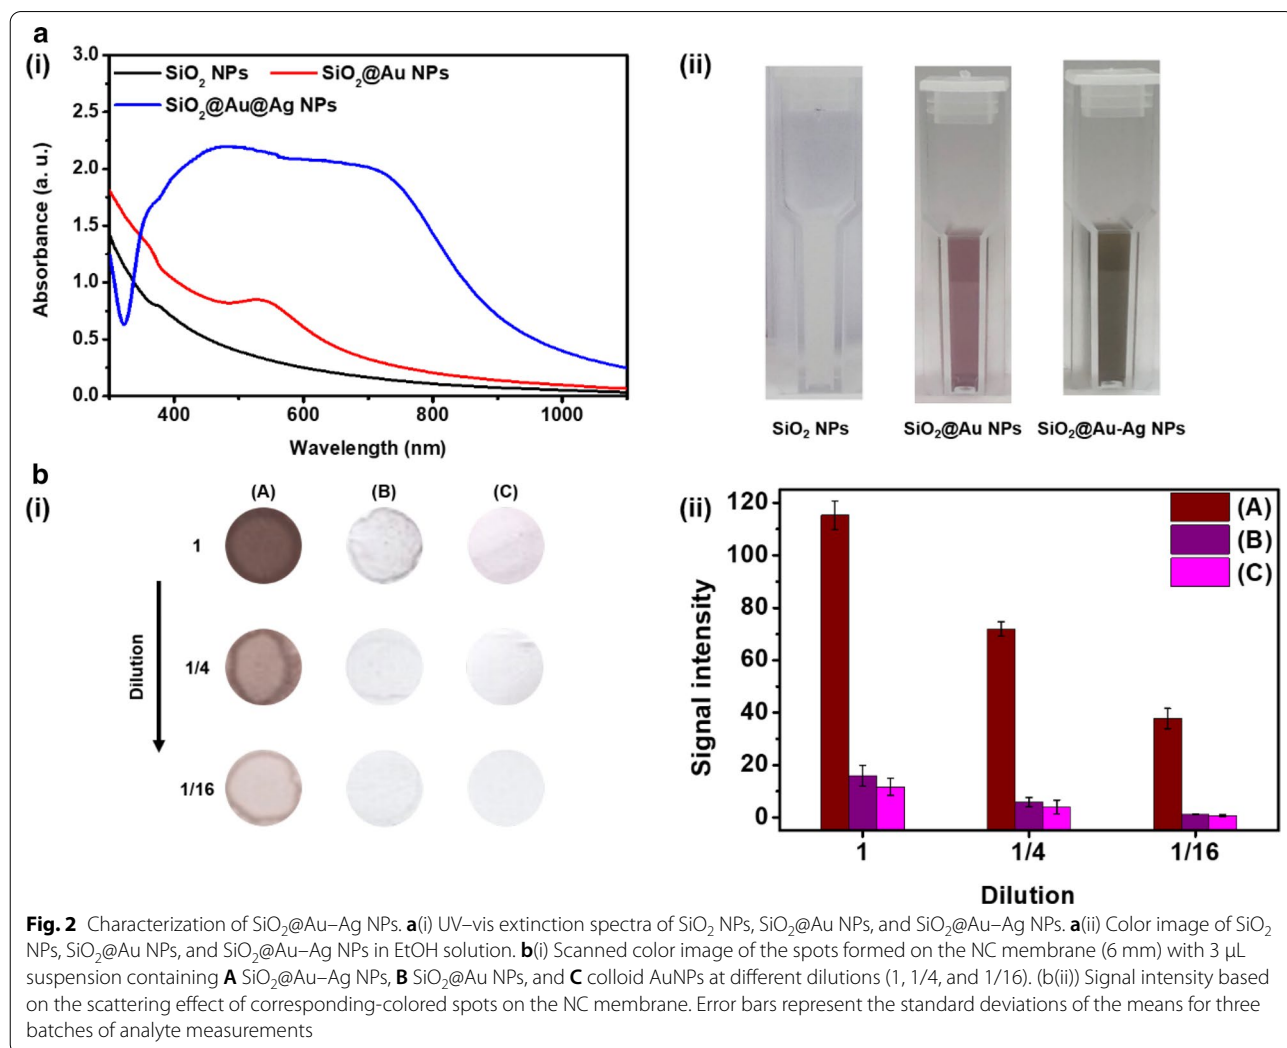 a
(i)
3.0
2.5
2.0
1.5
1.0
0.5
0.0
Absorbance (a. u.)
SiO₂ NPs
SiO₂@Au NPs
SiO₂@Au@Ag NPs
400
600
800
1000
Wavelength (nm)
(ii)
SiO₂ NPs
SiO₂@Au NPs
SiO₂@Au-Ag NPs
b
(i)
(A)
(B)
(C)
1
1/4
1/16
Dilution
(ii)
120
100
80
60
40
20
0
Signal intensity
(A)
(B)
(C)
1
1/4
1/16
Dilution
Fig. 2 Characterization of SiO₂@Au–Ag NPs. a(i) UV–vis extinction spectra of SiO₂ NPs, SiO₂@Au NPs, and SiO₂@Au–Ag NPs. a(ii) Color image of SiO₂
NPs, SiO₂@Au NPs, and SiO₂@Au–Ag NPs in EtOH solution. b(i) Scanned color image of the spots formed on the NC membrane (6 mm) with 3 μL
suspension containing A SiO₂@Au–Ag NPs, B SiO₂@Au NPs, and C colloid AuNPs at different dilutions (1, 1/4, and 1/16). (b(ii)) Signal intensity based
on the scattering effect of corresponding-colored spots on the NC membrane. Error bars represent the standard deviations of the means for three
batches of analyte measurements